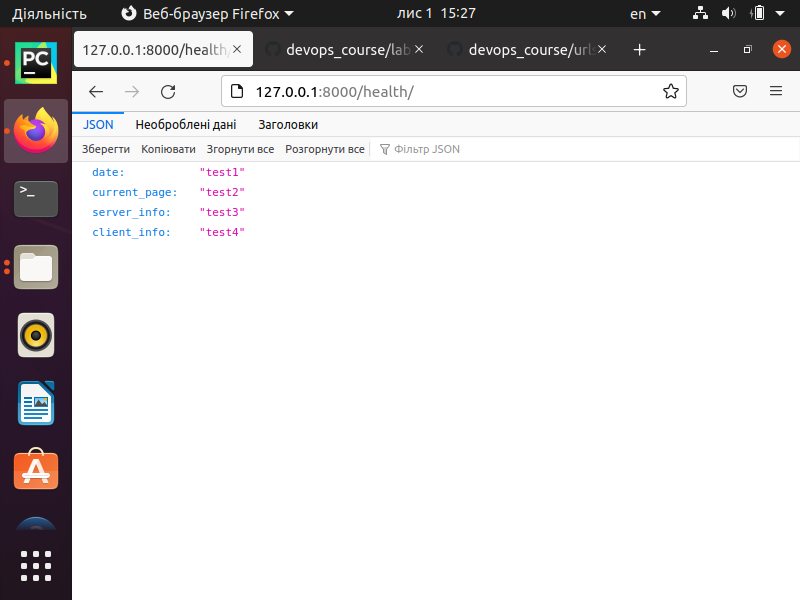 Діяльність Веб-браузер Firefox лис 1 15:27 en
PC
127.0.0.1:8000/health/ devops_course/lab devops_course/urls
127.0.0.1:8000/health/
JSON Необроблені дані Заголовки
Зберегти Копіювати Згорнути все Розгорнути все Фільтр JSON
date: "test1"
current_page: "test2"
server_info: "test3"
client_info: "test4"
>_